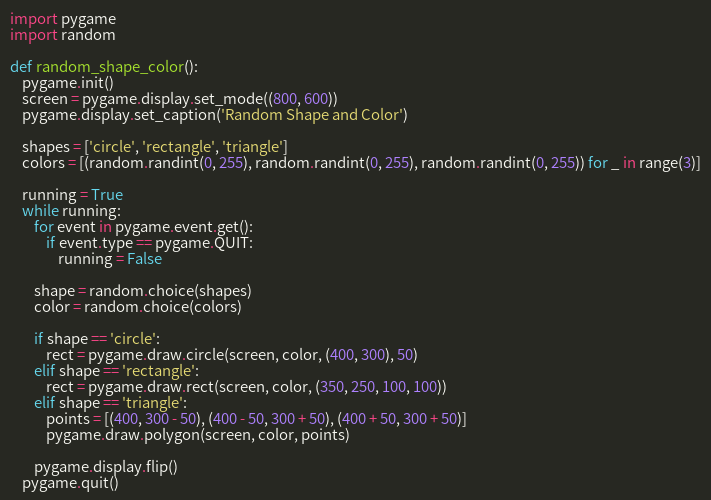 import pygame
import random
def random_shape_color():
pygame.init()
screen = pygame.display.set_mode((800, 600))
pygame.display.set_caption('Random Shape and Color')
shapes = ['circle', 'rectangle', 'triangle']
colors = [(random.randint(0, 255), random.randint(0, 255), random.randint(0, 255)) for _ in range(3)]
running = True
while running:
for event in pygame.event.get():
if event.type == pygame.QUIT:
running = False
shape = random.choice(shapes)
color = random.choice(colors)
if shape == 'circle':
rect = pygame.draw.circle(screen, color, (400, 300), 50)
elif shape == 'rectangle':
rect = pygame.draw.rect(screen, color, (350, 250, 100, 100))
elif shape == 'triangle':
points = [(400, 300 - 50), (400 - 50, 300 + 50), (400 + 50, 300 + 50)]
pygame.draw.polygon(screen, color, points)
pygame.display.flip()
pygame.quit()